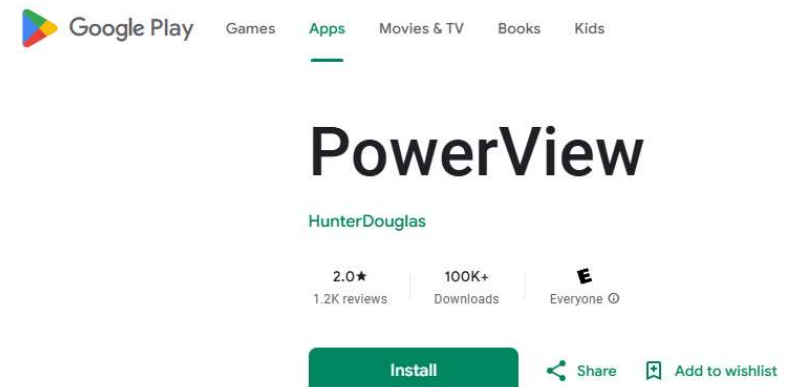 Google Play Games Apps Movies & TV Books Kids
PowerView
HunterDouglas
2.0★ 100K+ E
1.2K reviews Downloads Everyone
Install Share Add to wishlist